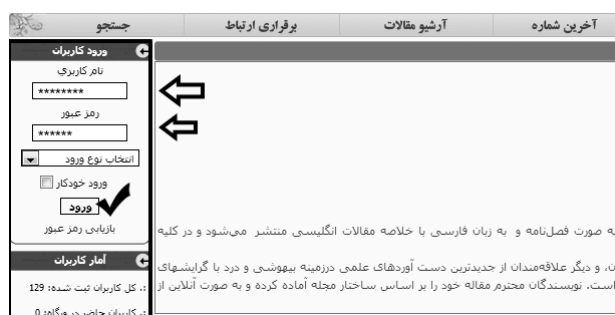 آخرین شماره
آرشیو مقالات
برقراری ارتباط
جستجو
ورود کاربران
نام کاربري
********
رمز عبور
******
انتخاب نوع ورود
ورود خودکار
ورود
بازیابی رمز عبور
آمار کاربران
کل کاربران ثبت شده: 129
کاربران حاضر در وبگاه: 0
به صورت فصل‌نامه و به زبان فارسی با خلاصه مقالات انگلیسی منتشر می‌شود و در کلیه
ن، و دیگر علاقه‌مندان از جدیدترین دست آوردهای علمی درزمینه بیهوشی و درد با گرایشهای
است. نویسندگان محترم مقاله خود را بر اساس ساختار مجله آماده کرده و به صورت آنلاین از